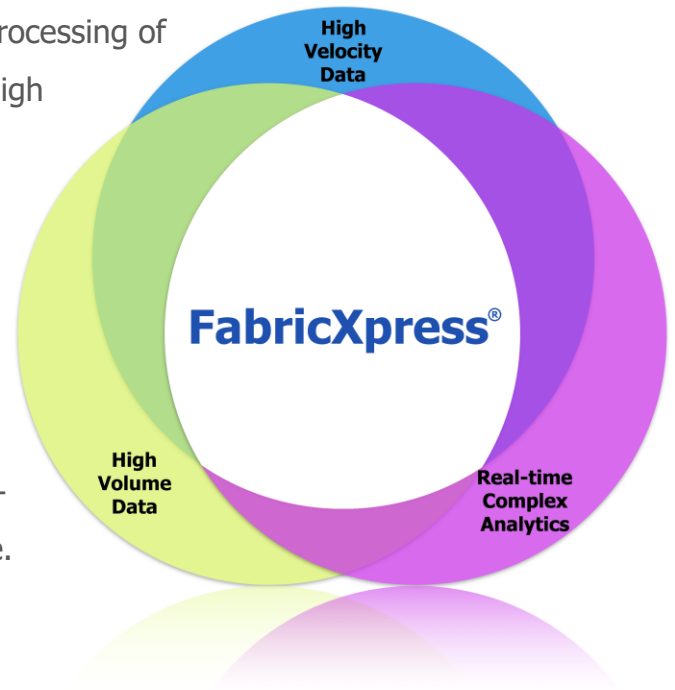 rocessing of
High
Velocity
Data
igh
FabricXpress®
High
Volume
Data
Real-time
Complex
Analytics
-
e.